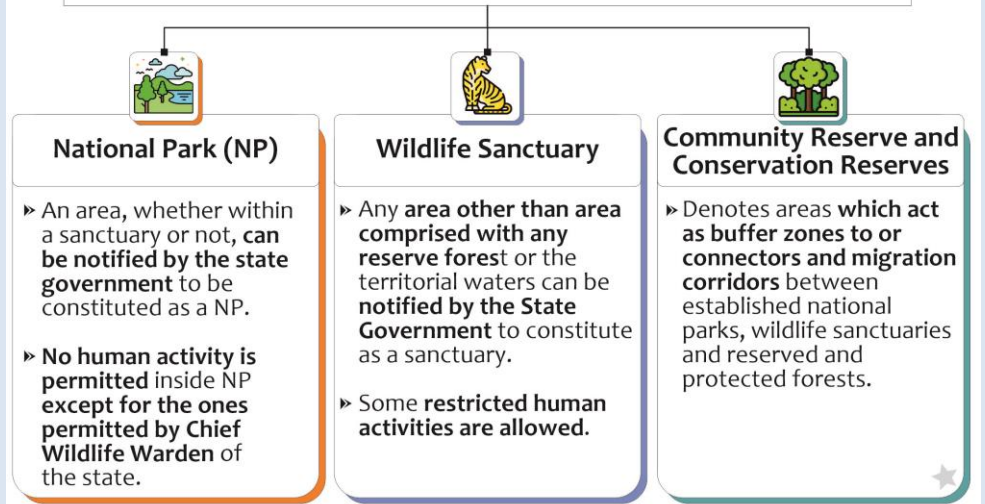 National Park (NP)
» An area, whether within
a sanctuary or not, can
be notified by the state
government to be
constituted as a NP.
» No human activity is
permitted inside NP
except for the ones
permitted by Chief
Wildlife Warden of
the state.
Wildlife Sanctuary
» Any area other than area
comprised with any
reserve forest or the
territorial waters can be
notified by the State
Government to constitute
as a sanctuary.
» Some restricted human
activities are allowed.
Community Reserve and
Conservation Reserves
» Denotes areas which act
as buffer zones to or
connectors and migration
corridors between
established national
parks, wildlife sanctuaries
and reserved and
protected forests.